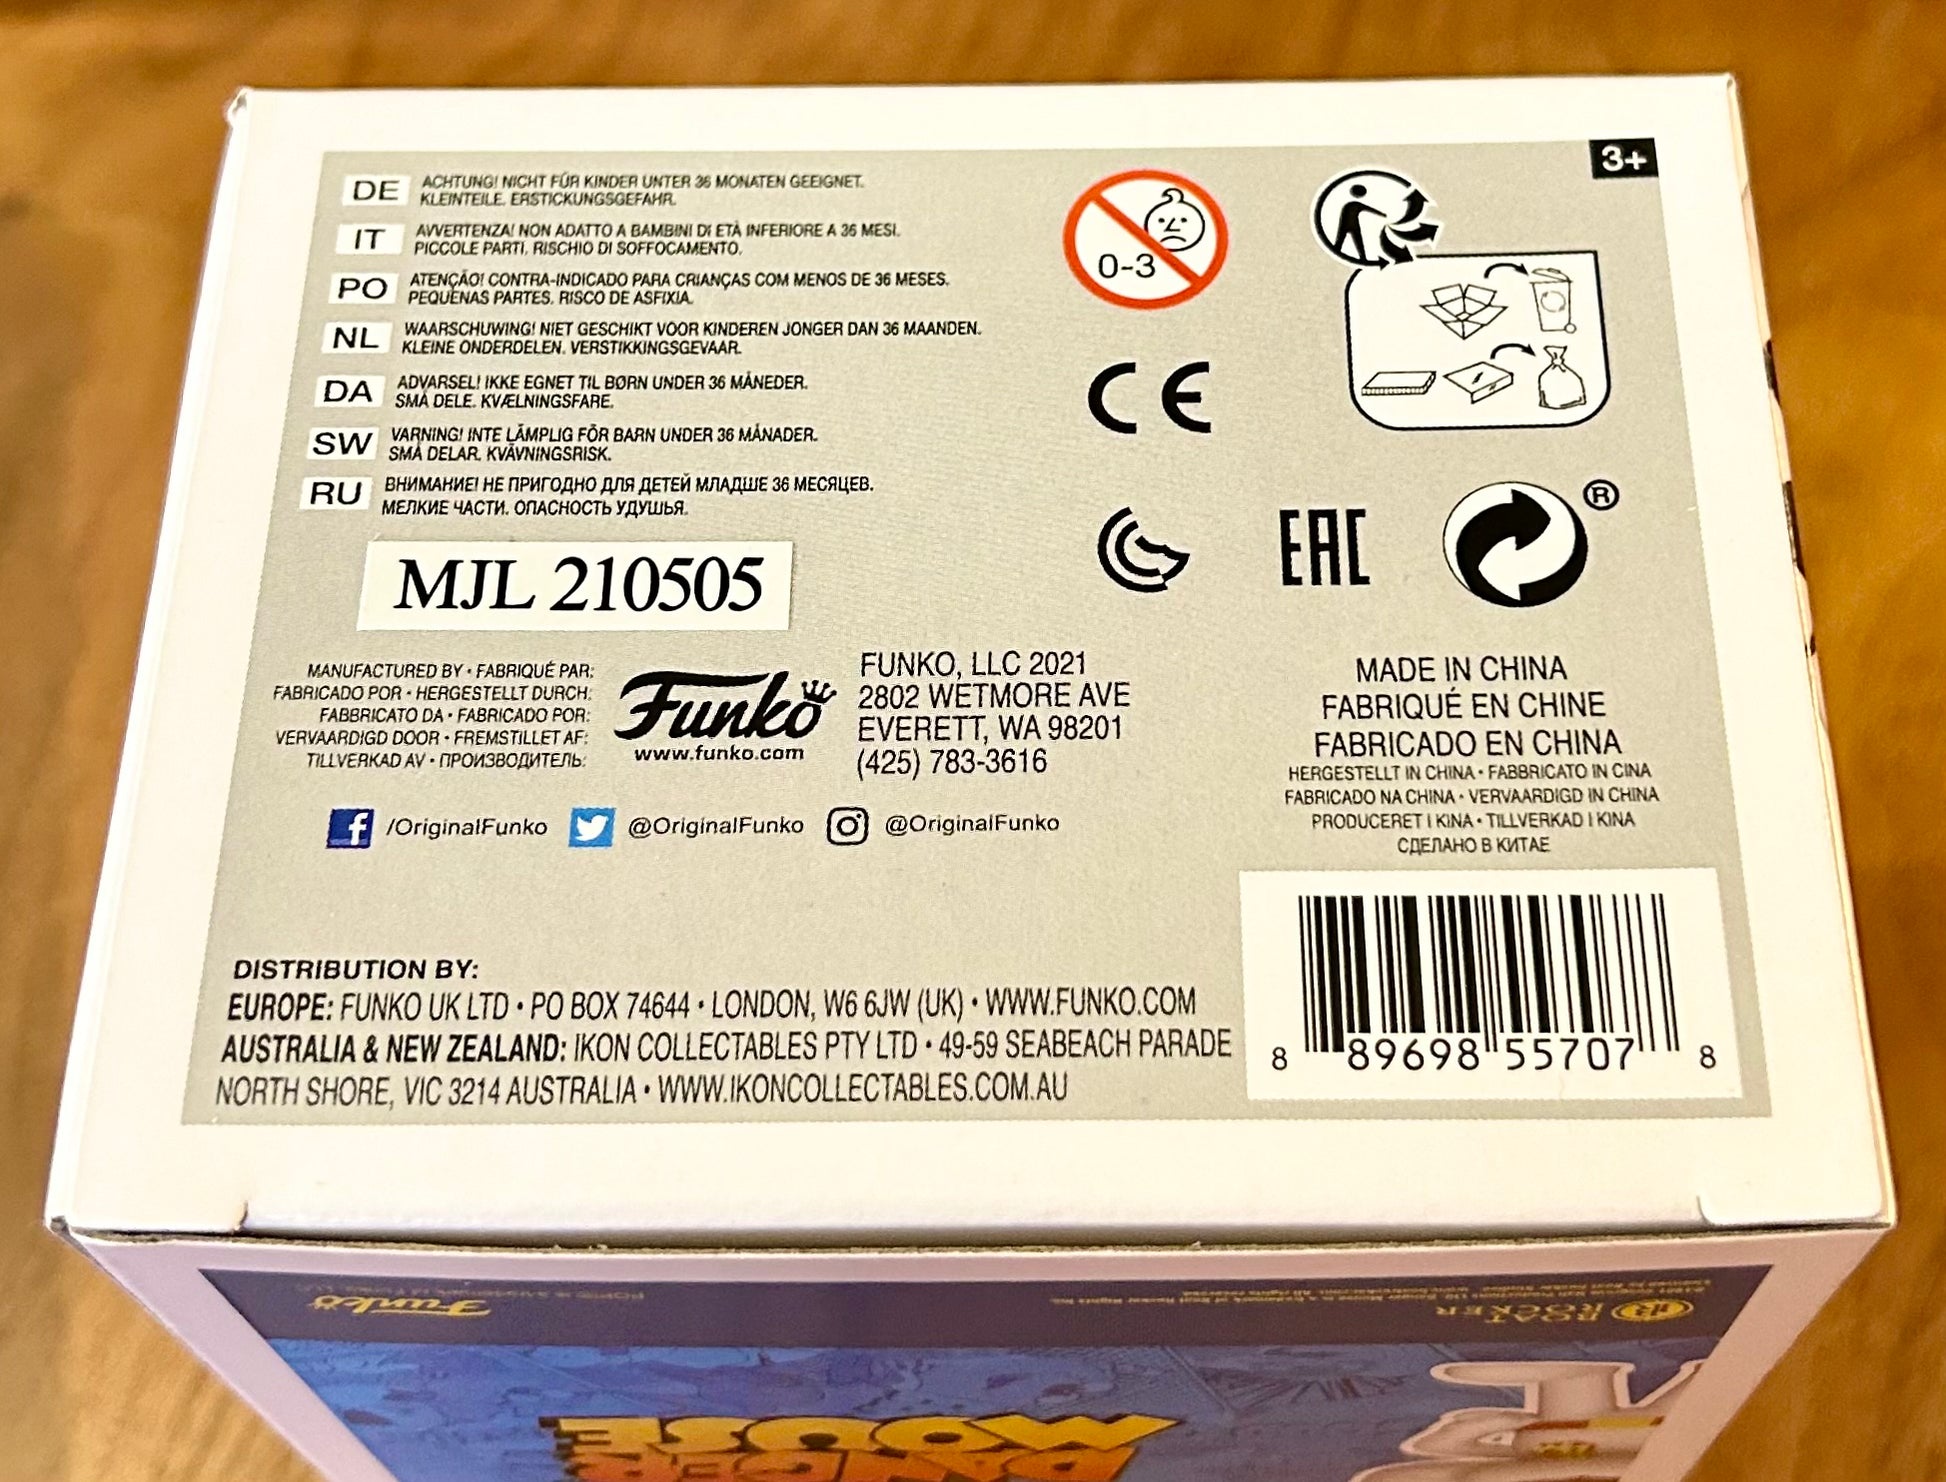 3+
DE ACHTUNG! NICHT FÜR KINDER UNTER 36 MONATEN GEEIGNET.
KLEINTEILE. ERSTICKUNGSGEFAHR.
IT AVVERTENZA! NON ADATTO A BAMBINI DI ETÀ INFERIORE A 36 MESI.
PICCOLE PARTI. RISCHIO DI SOFFOCAMENTO.
PO ATENÇÃO! CONTRA-INDICADO PARA CRIANÇAS COM MENOS DE 36 MESES.
PEQUENAS PARTES. RISCO DE ASFIXIA.
NL WAARSCHUWING! NIET GESCHIKT VOOR KINDEREN JONGER DAN 36 MAANDEN.
KLEINE ONDERDELEN. VERSTIKKINGSGEVAAR.
DA ADVARSEL! IKKE EGNET TIL BØRN UNDER 36 MÅNEDER.
SMÅ DELE. KVÆLNINGSFARE.
SW VARNING! INTE LÄMPLIG FÖR BARN UNDER 36 MÅNADER.
SMÅ DELAR. KVÄVNINGSRISK.
RU ВНИМАНИЕ! НЕ ПРИГОДНО ДЛЯ ДЕТЕЙ МЛАДШЕ 36 МЕСЯЦЕВ.
МЕЛКИЕ ЧАСТИ. ОПАСНОСТЬ УДУШЬЯ.
0-3
CE
EAC
®
MJL 210505
MANUFACTURED BY • FABRIQUÉ PAR:
FABRICADO POR • HERGESTELLT DURCH:
FABBRICATO DA • FABRICADO POR:
VERVAARDIGD DOOR • FREMSTILLET AF:
TILLVERKAD AV • ПРОИЗВОДИТЕЛЬ:
Funko
www.funko.com
FUNKO, LLC 2021
2802 WETMORE AVE
EVERETT, WA 98201
(425) 783-3616
MADE IN CHINA
FABRIQUÉ EN CHINE
FABRICADO EN CHINA
HERGESTELLT IN CHINA • FABBRICATO IN CINA
FABRICADO NA CHINA • VERVAARDIGD IN CHINA
PRODUCERET I KINA • TILLVERKAD I KINA
СДЕЛАНО В КИТАЕ
f /OriginalFunko @OriginalFunko @OriginalFunko
DISTRIBUTION BY:
EUROPE: FUNKO UK LTD • PO BOX 74644 • LONDON, W6 6JW (UK) • WWW.FUNKO.COM
AUSTRALIA & NEW ZEALAND: IKON COLLECTABLES PTY LTD • 49-59 SEABEACH PARADE
NORTH SHORE, VIC 3214 AUSTRALIA • WWW.IKONCOLLECTABLES.COM.AU
8 89698 55707 8
Funko
BOAT
ROCKER
DANGER
MOUSE